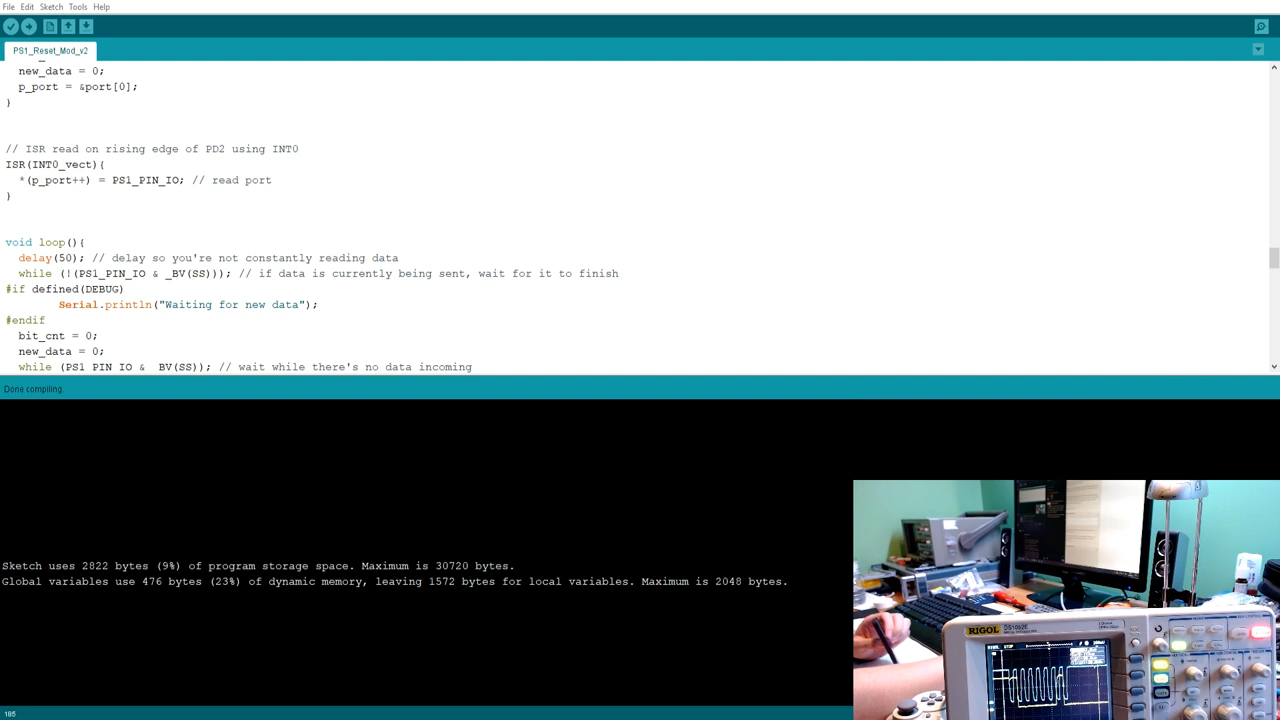 File Edit Sketch Tools Help
PS1_Reset_Mod_v2
new_data = 0;
p_port = &port[0];
}
// ISR read on rising edge of PD2 using INT0
ISR(INT0_vect){
*(p_port++) = PS1_PIN_IO; // read port
}
void loop(){
delay(50); // delay so you're not constantly reading data
while (!(PS1_PIN_IO & _BV(SS))); // if data is currently being sent, wait for it to finish
#if defined(DEBUG)
Serial.println("Waiting for new data");
#endif
bit_cnt = 0;
new_data = 0;
while (PS1_PIN_IO & _BV(SS)); // wait while there's no data incoming
Done compiling.
Sketch uses 2822 bytes (9%) of program storage space. Maximum is 30720 bytes.
Global variables use 476 bytes (23%) of dynamic memory, leaving 1572 bytes for local variables. Maximum is 2048 bytes.
RIGOL DS1052E
185